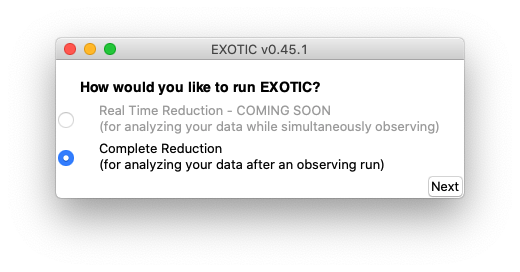 EXOTIC v0.45.1
How would you like to run EXOTIC?
Real Time Reduction - COMING SOON
(for analyzing your data while simultaneously observing)
Complete Reduction
(for analyzing your data after an observing run)
Next